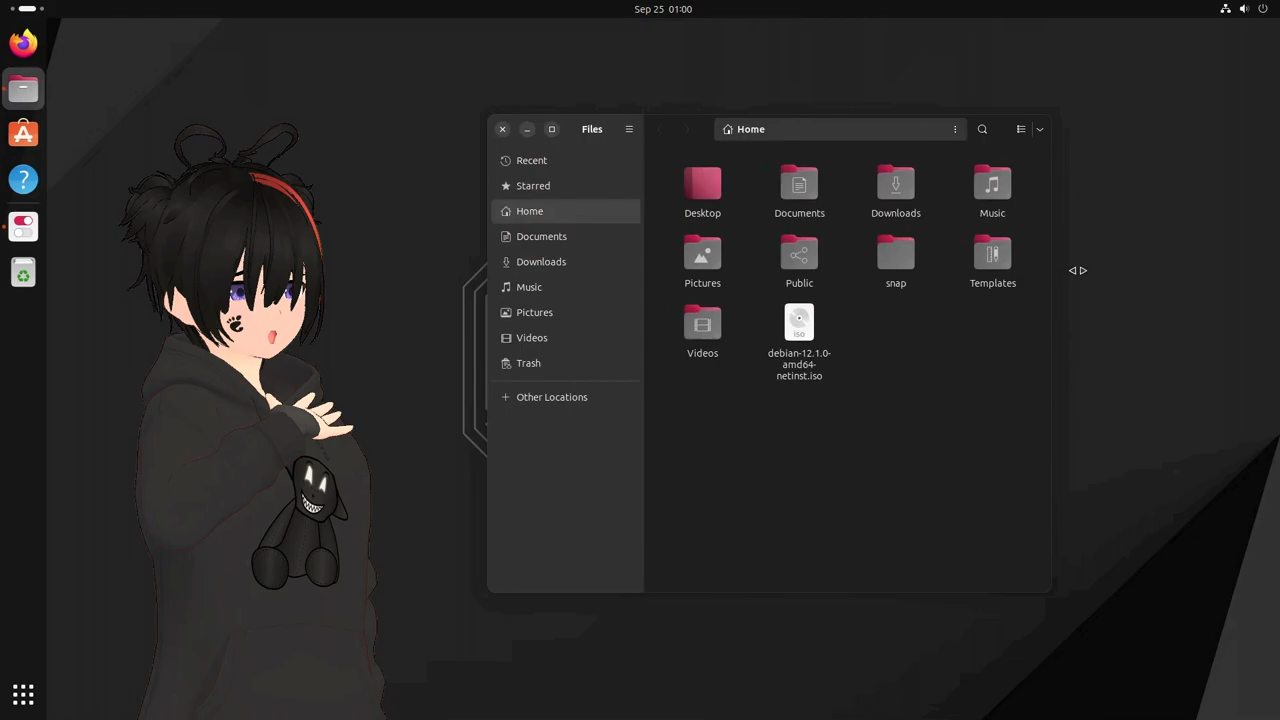 Sep 25 01:00
Files
Home
Recent
Starred
Home
Documents
Downloads
Music
Pictures
Videos
Trash
Other Locations
Desktop
Documents
Downloads
Music
Pictures
Public
snap
Templates
Videos
iso
debian-12.1.0-
amd64-
netinst.iso